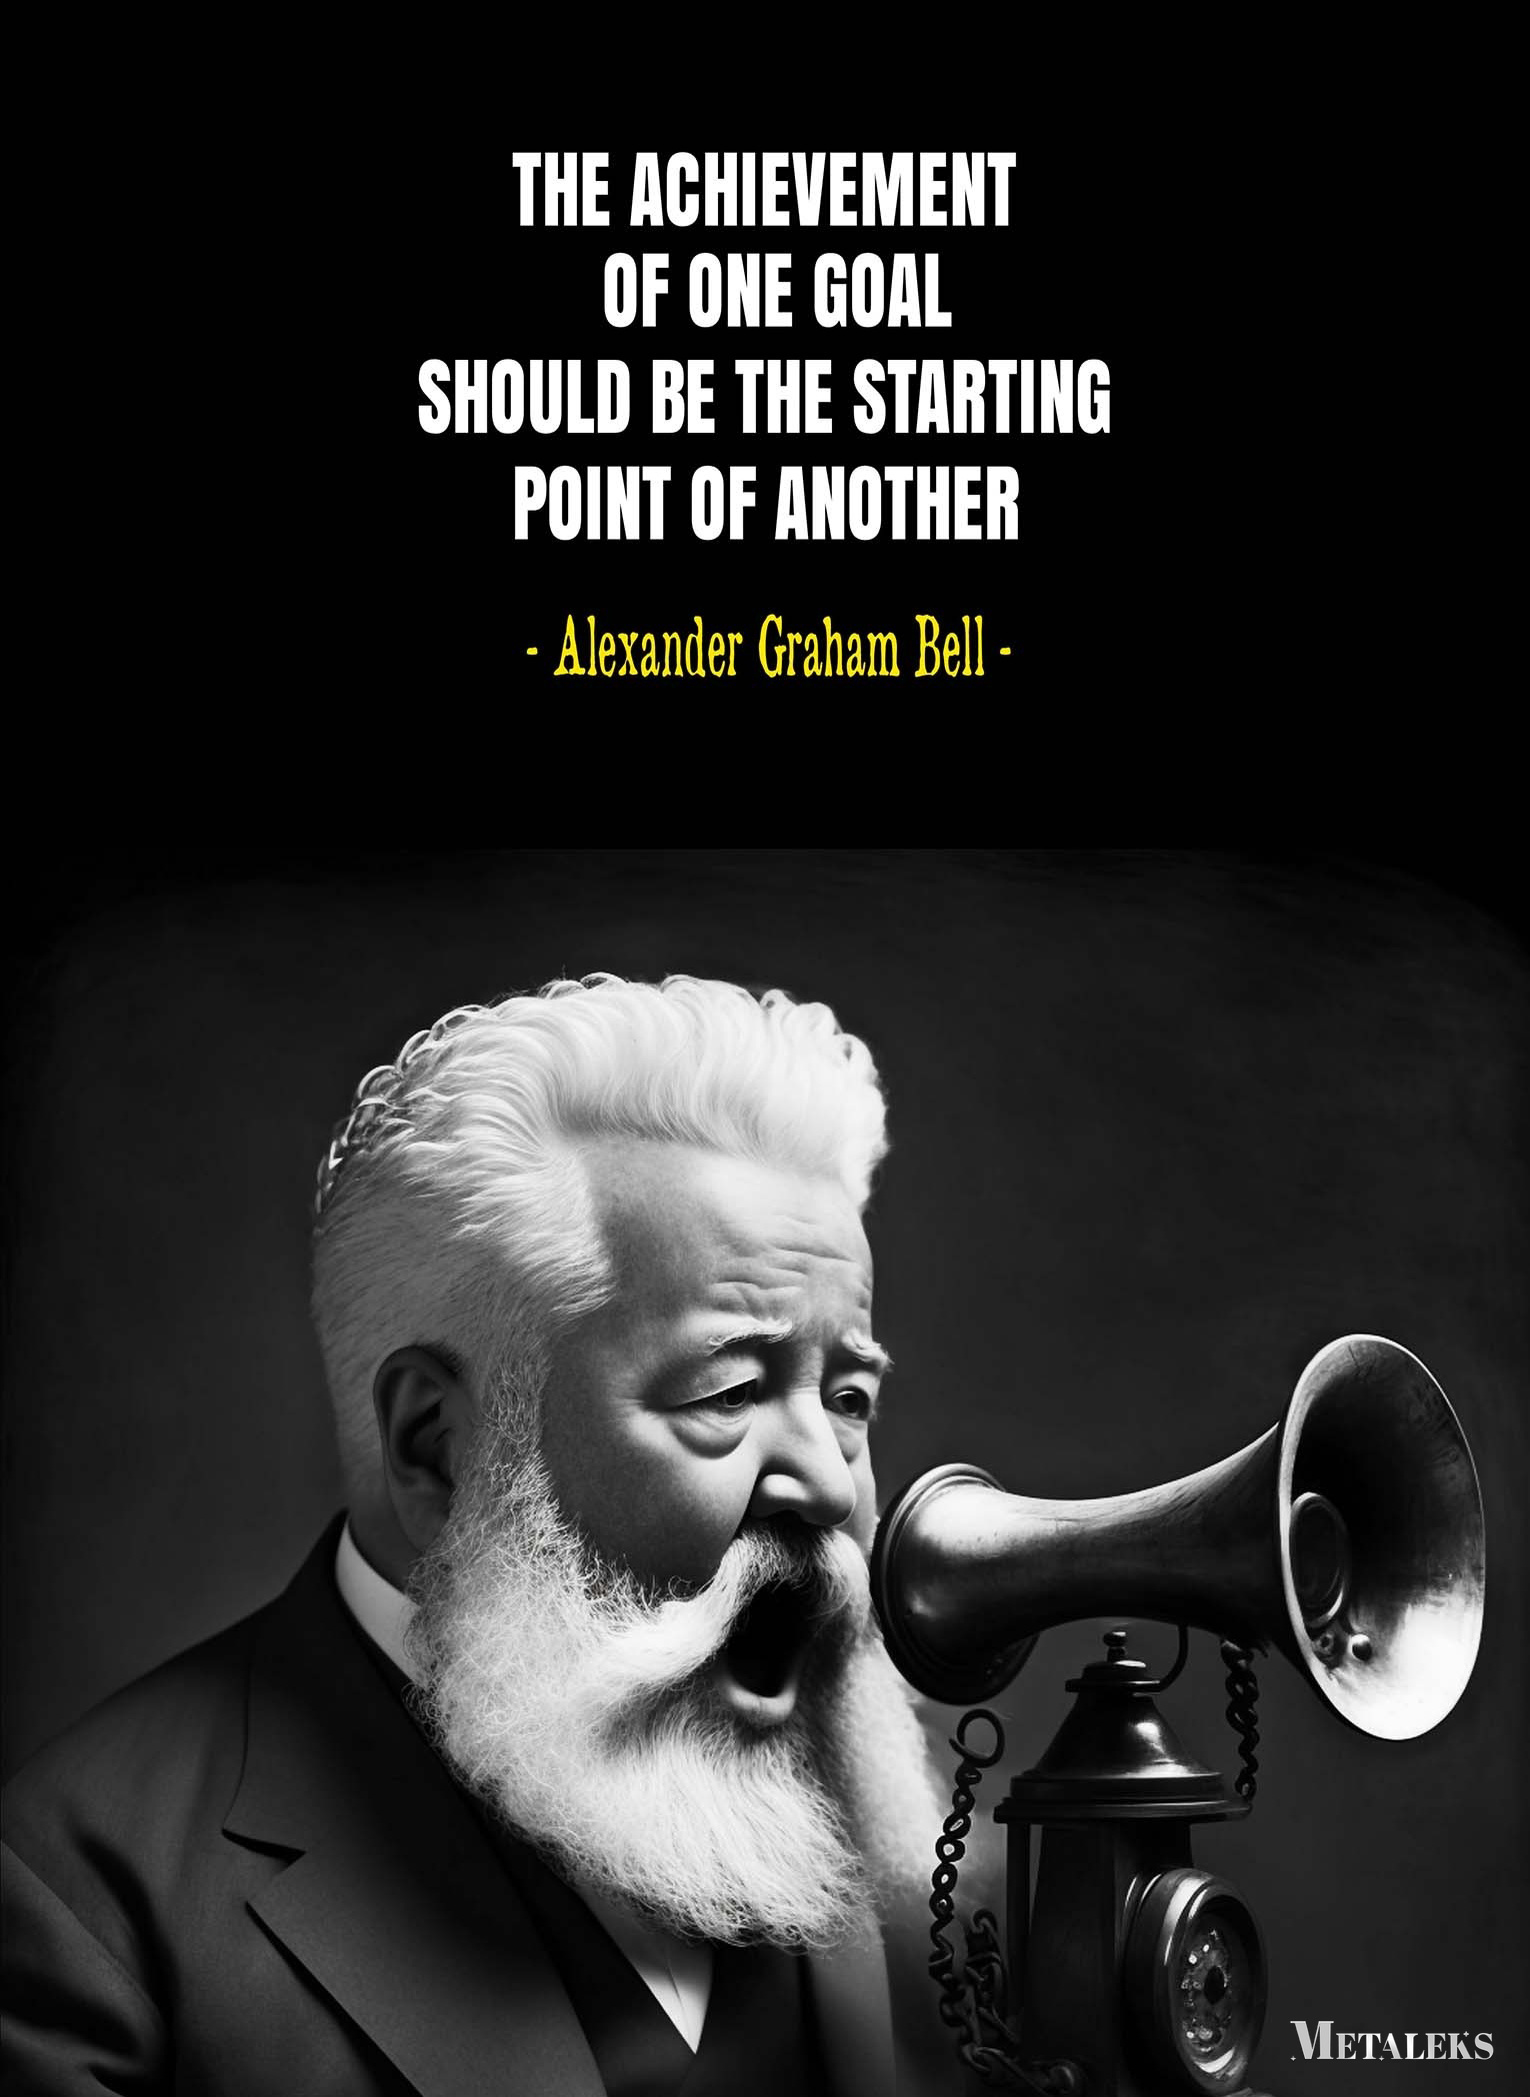 THE ACHIEVEMENT
OF ONE GOAL
SHOULD BE THE STARTING
POINT OF ANOTHER
- Alexander Graham Bell -
METALEKS